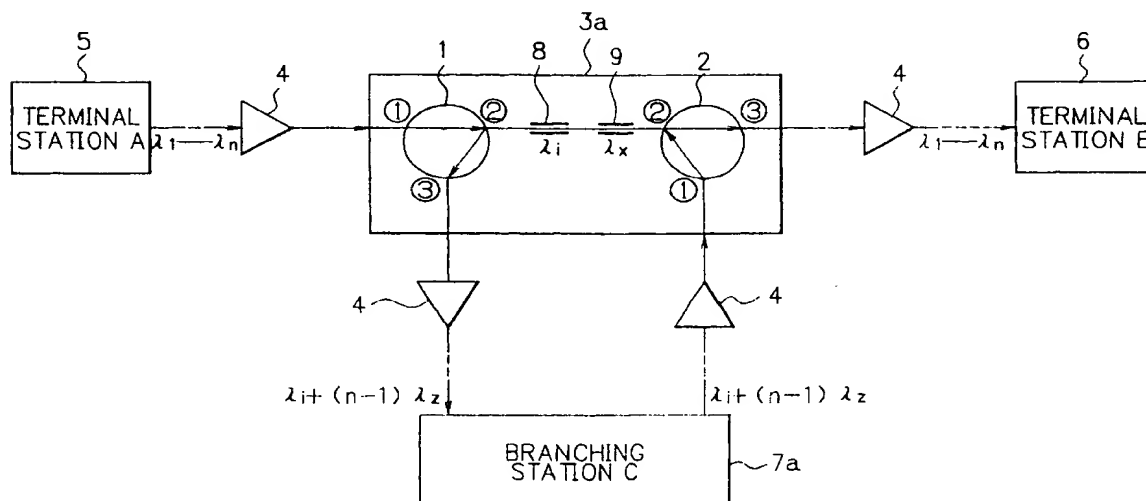 3a
5
4
1
8
9
2
4
6
TERMINAL
STATION A
λ1—λn
①
②
③
λi
λx
②
③
①
λ1—λn
TERMINAL
STATION B
4
4
λi+(n-1) λz
λi+(n-1) λz
BRANCHING
STATION C
7a